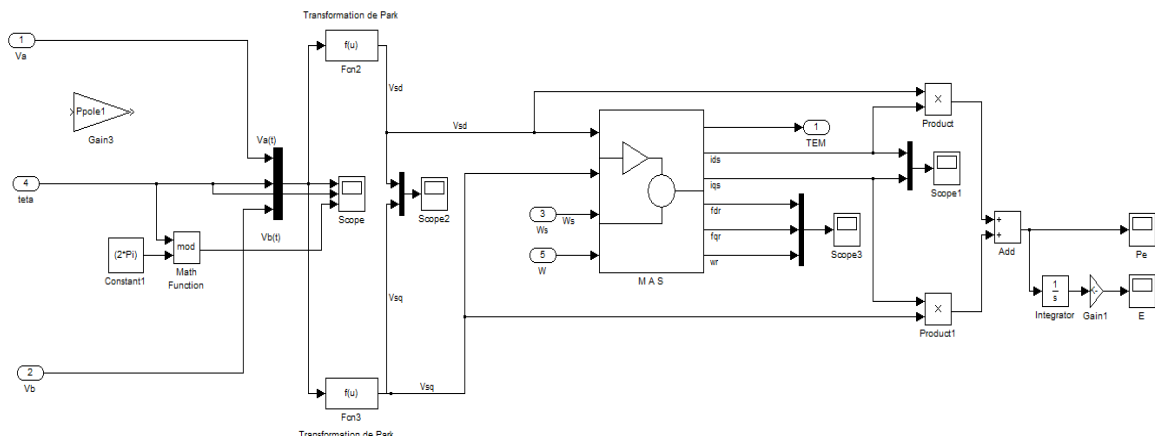 Transformation de Park
1
Va
f(u)
Fcn2
Vsd
Ppole1
Gain3
Va(t)
Vsd
X
Product
1
TEM
4
teta
Scope
Scope2
ids
iqs
Scope1
3
Ws
Ws
fdr
fqr
wr
Scope3
5
W
M A S
+
+
Add
Pe
(2*Pi)
Constant1
mod
Math
Function
Vb(t)
Vsq
X
Product1
1
s
Integrator
Gain1
E
2
Vb
f(u)
Fcn3
Vsq
Transformation de Park